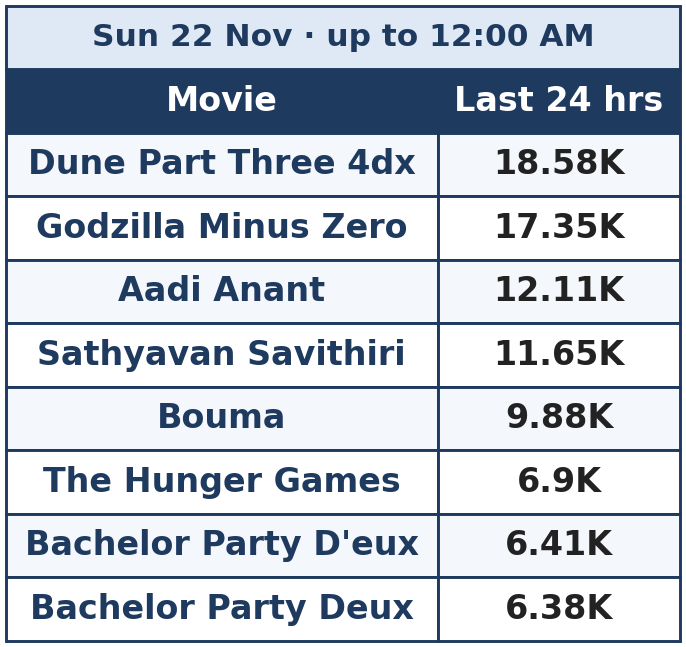 Sun 22 Nov · up to 12:00 AM
Movie Last 24 hrs
Dune Part Three 4dx 18.58K
Godzilla Minus Zero 17.35K
Aadi Anant 12.11K
Sathyavan Savithiri 11.65K
Bouma 9.88K
The Hunger Games 6.9K
Bachelor Party D'eux 6.41K
Bachelor Party Deux 6.38K